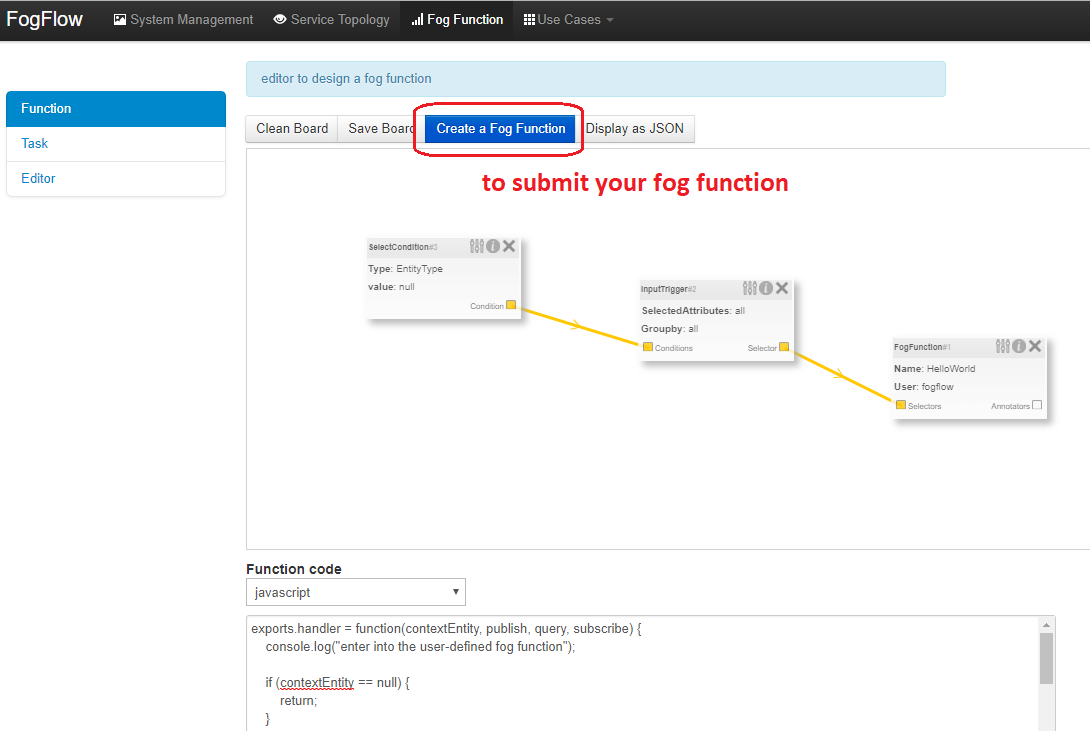 FogFlow System Management Service Topology Fog Function Use Cases
editor to design a fog function
Function
Task
Editor
Clean Board Save Board Create a Fog Function Display as JSON
to submit your fog function
SelectCondition#3
Type: EntityType
value: null
Condition
InputTrigger#2
SelectedAttributes: all
Groupby: all
Conditions Selector
FogFunction#1
Name: HelloWorld
User: fogflow
Selectors Annotators
Function code
javascript
exports.handler = function(contextEntity, publish, query, subscribe) {
console.log("enter into the user-defined fog function");
if (contextEntity == null) {
return;
}